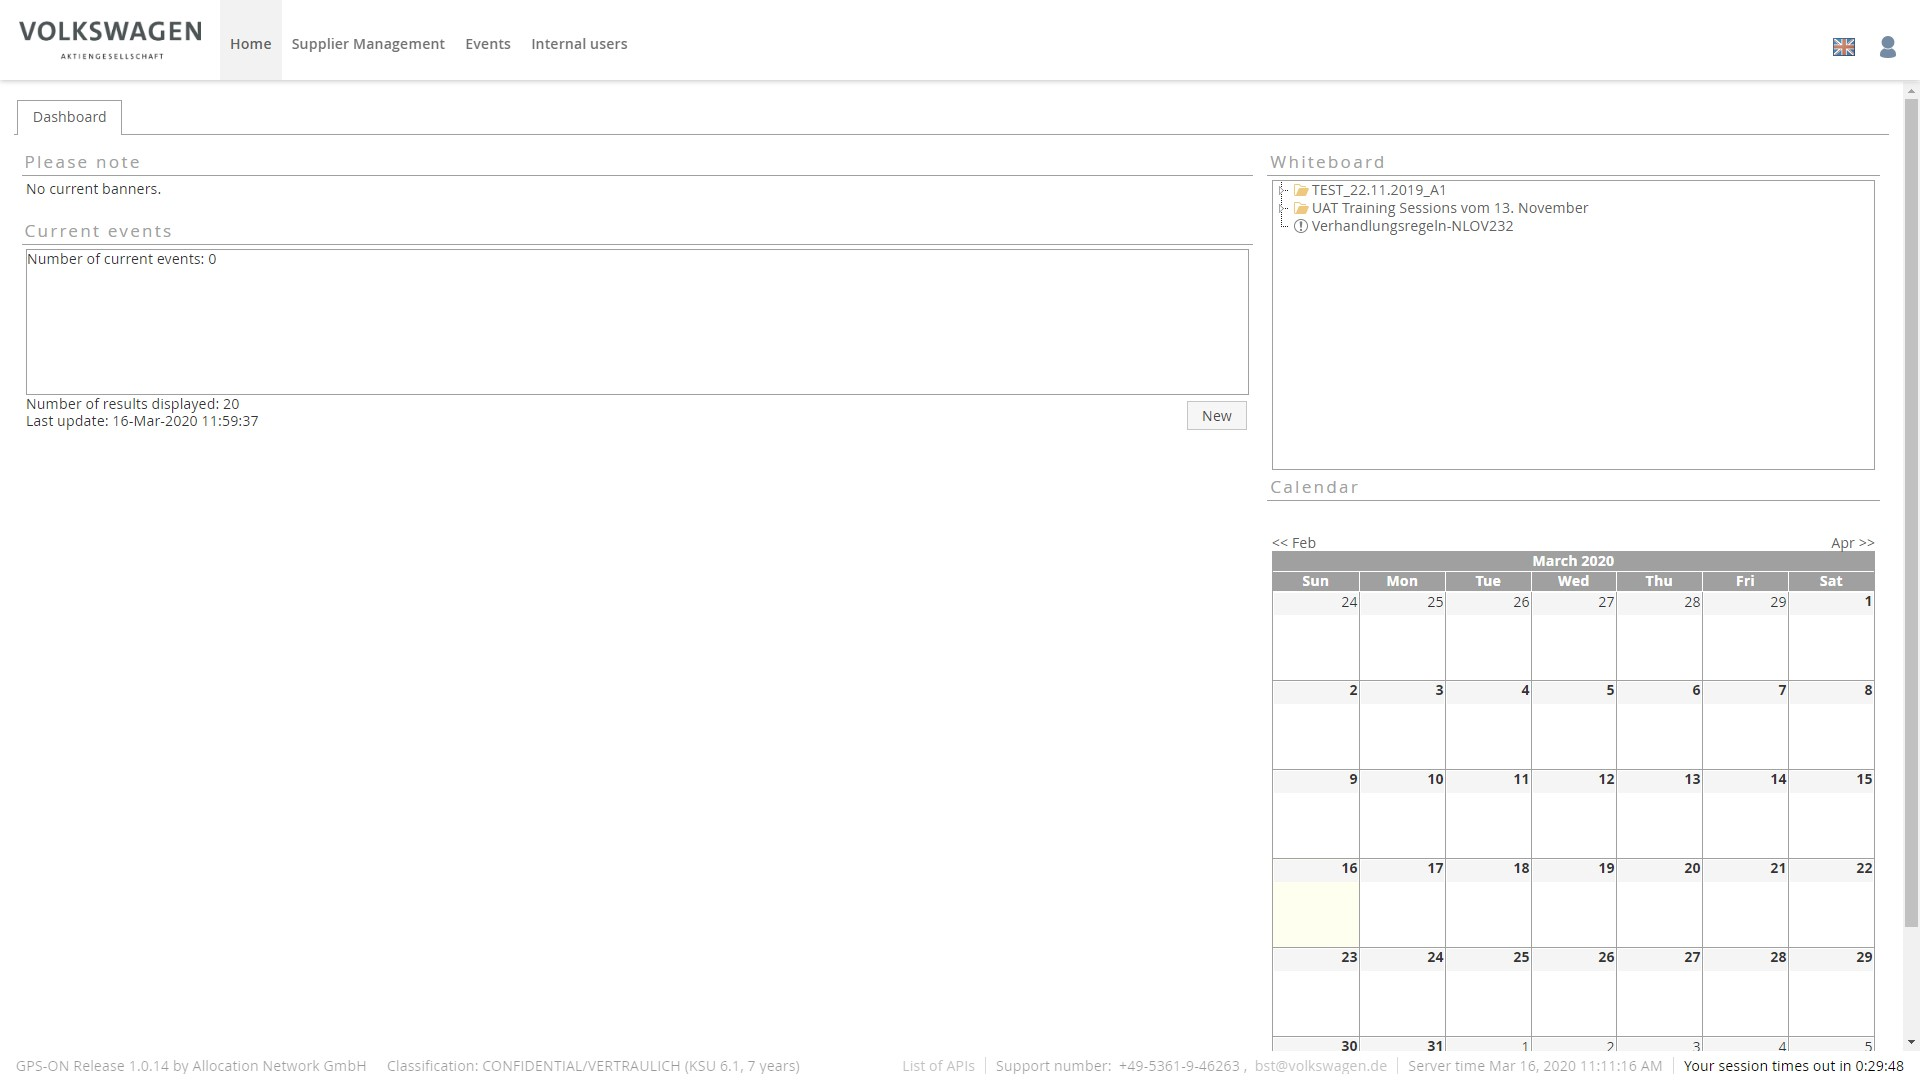 VOLKSWAGEN
AKTIENGESELLSCHAFT
Home Supplier Management Events Internal users
Dashboard
Please note
No current banners.
Current events
Number of current events: 0
Number of results displayed: 20
Last update: 16-Mar-2020 11:59:37
New
Whiteboard
TEST_22.11.2019_A1
UAT Training Sessions vom 13. November
Verhandlungsregeln-NLOV232
Calendar
<< Feb Apr >>
March 2020
Sun Mon Tue Wed Thu Fri Sat
24 25 26 27 28 29 1
2 3 4 5 6 7 8
9 10 11 12 13 14 15
16 17 18 19 20 21 22
23 24 25 26 27 28 29
30 31 1 2 3 4 5
GPS-ON Release 1.0.14 by Allocation Network GmbH Classification: CONFIDENTIAL/VERTRAULICH (KSU 6.1, 7 years) List of APIs Support number: +49-5361-9-46263 , bst@volkswagen.de Server time Mar 16, 2020 11:11:16 AM Your session times out in 0:29:48